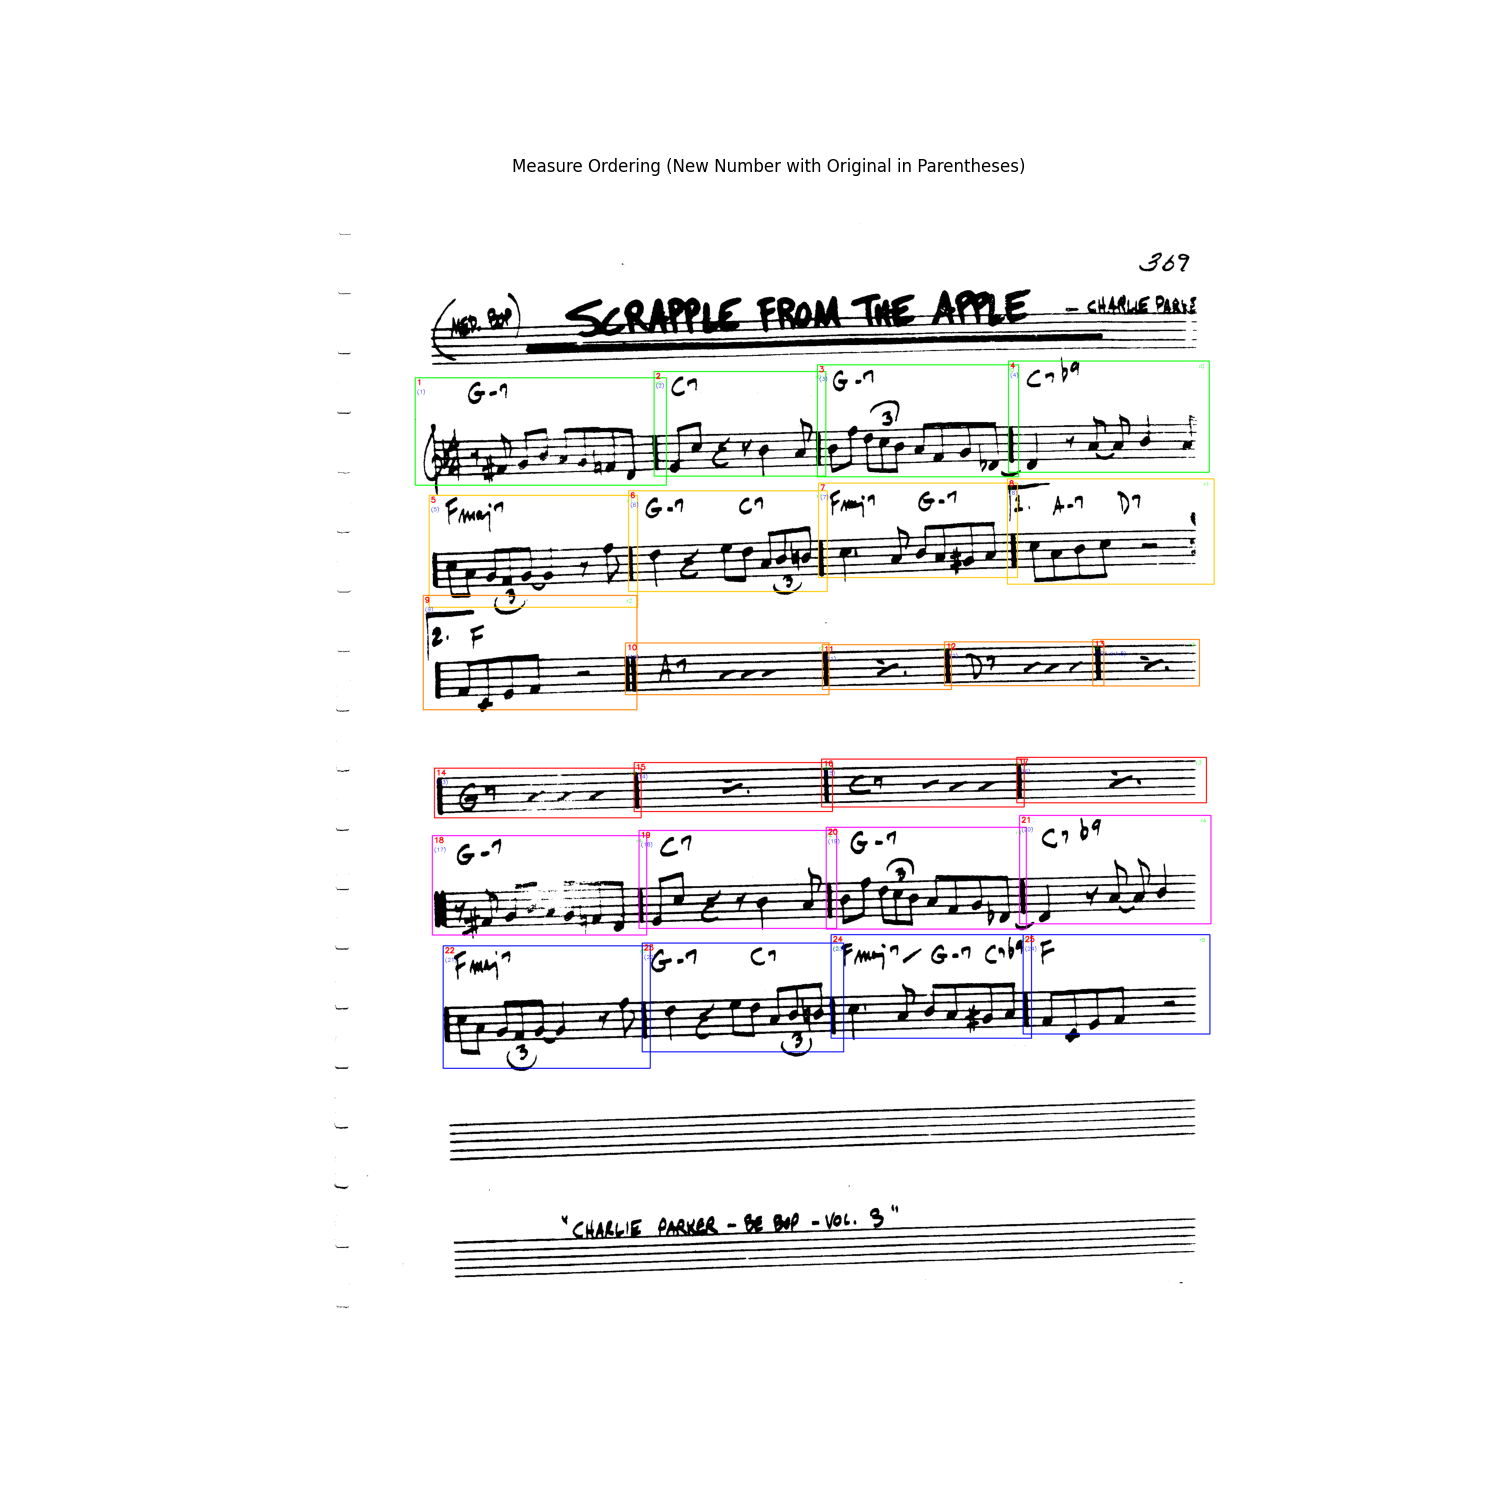 Measure Ordering (New Number with Original in Parentheses)
369
(MED. BOP) SCRAPPLE FROM THE APPLE – CHARLIE PARKE
1 2 3 4
(1) (2) (3) (4)
G-7 C7 G-7 C7b9
3
5 6 7 8
(5) (6) (7) (8)
Fmaj7 G-7 C7 Fmaj7 G-7 1. A-7 D7
3 3
9
(9)
2. F
10 11 12 13
A7 D7
14 15 16 17
G7 C7
18 19 20 21
(17) (18) (19) (20)
G-7 C7 G-7 C7 b9
3
22 23 24 25
Fmaj7 G-7 C7 Fmaj7 / G-7 C7b9 F
3 3
"CHARLIE PARKER – BE BOP – VOL. 3"